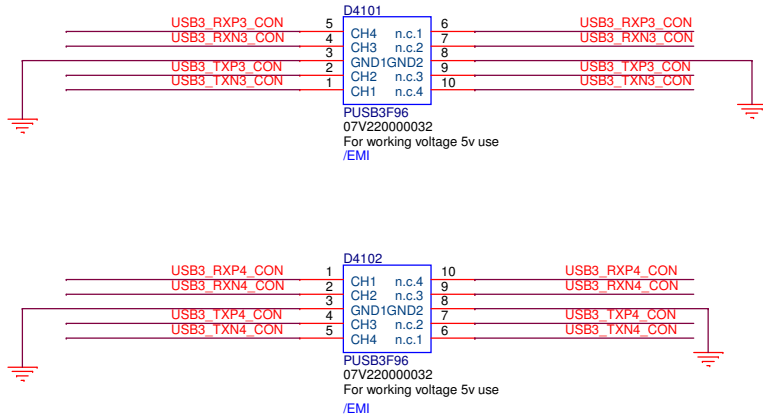 D4101
USB3_RXP3_CON 5 CH4 n.c.1 6 USB3_RXP3_CON
USB3_RXN3_CON 4 CH3 n.c.2 7 USB3_RXN3_CON
3 GND1GND2 8
USB3_TXP3_CON 2 CH2 n.c.3 9 USB3_TXP3_CON
USB3_TXN3_CON 1 CH1 n.c.4 10 USB3_TXN3_CON
PUSB3F96
07V220000032
For working voltage 5v use
/EMI
D4102
USB3_RXP4_CON 1 CH1 n.c.4 10 USB3_RXP4_CON
USB3_RXN4_CON 2 CH2 n.c.3 9 USB3_RXN4_CON
3 GND1GND2 8
USB3_TXP4_CON 4 CH3 n.c.2 7 USB3_TXP4_CON
USB3_TXN4_CON 5 CH4 n.c.1 6 USB3_TXN4_CON
PUSB3F96
07V220000032
For working voltage 5v use
/EMI